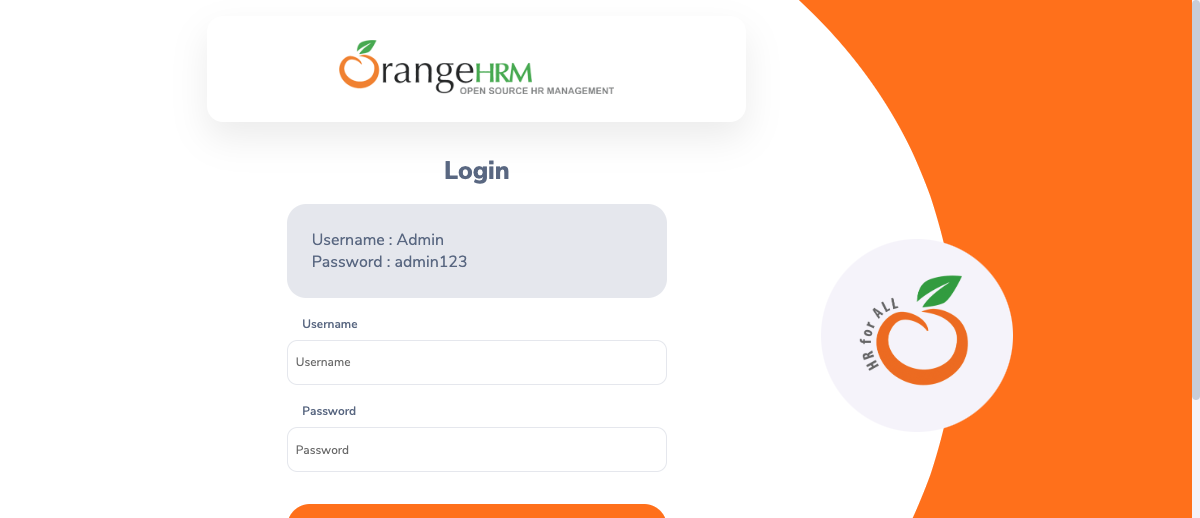 OrangeHRM
OPEN SOURCE HR MANAGEMENT
Login
Username : Admin
Password : admin123
Username
Username
Password
Password
HR for ALL